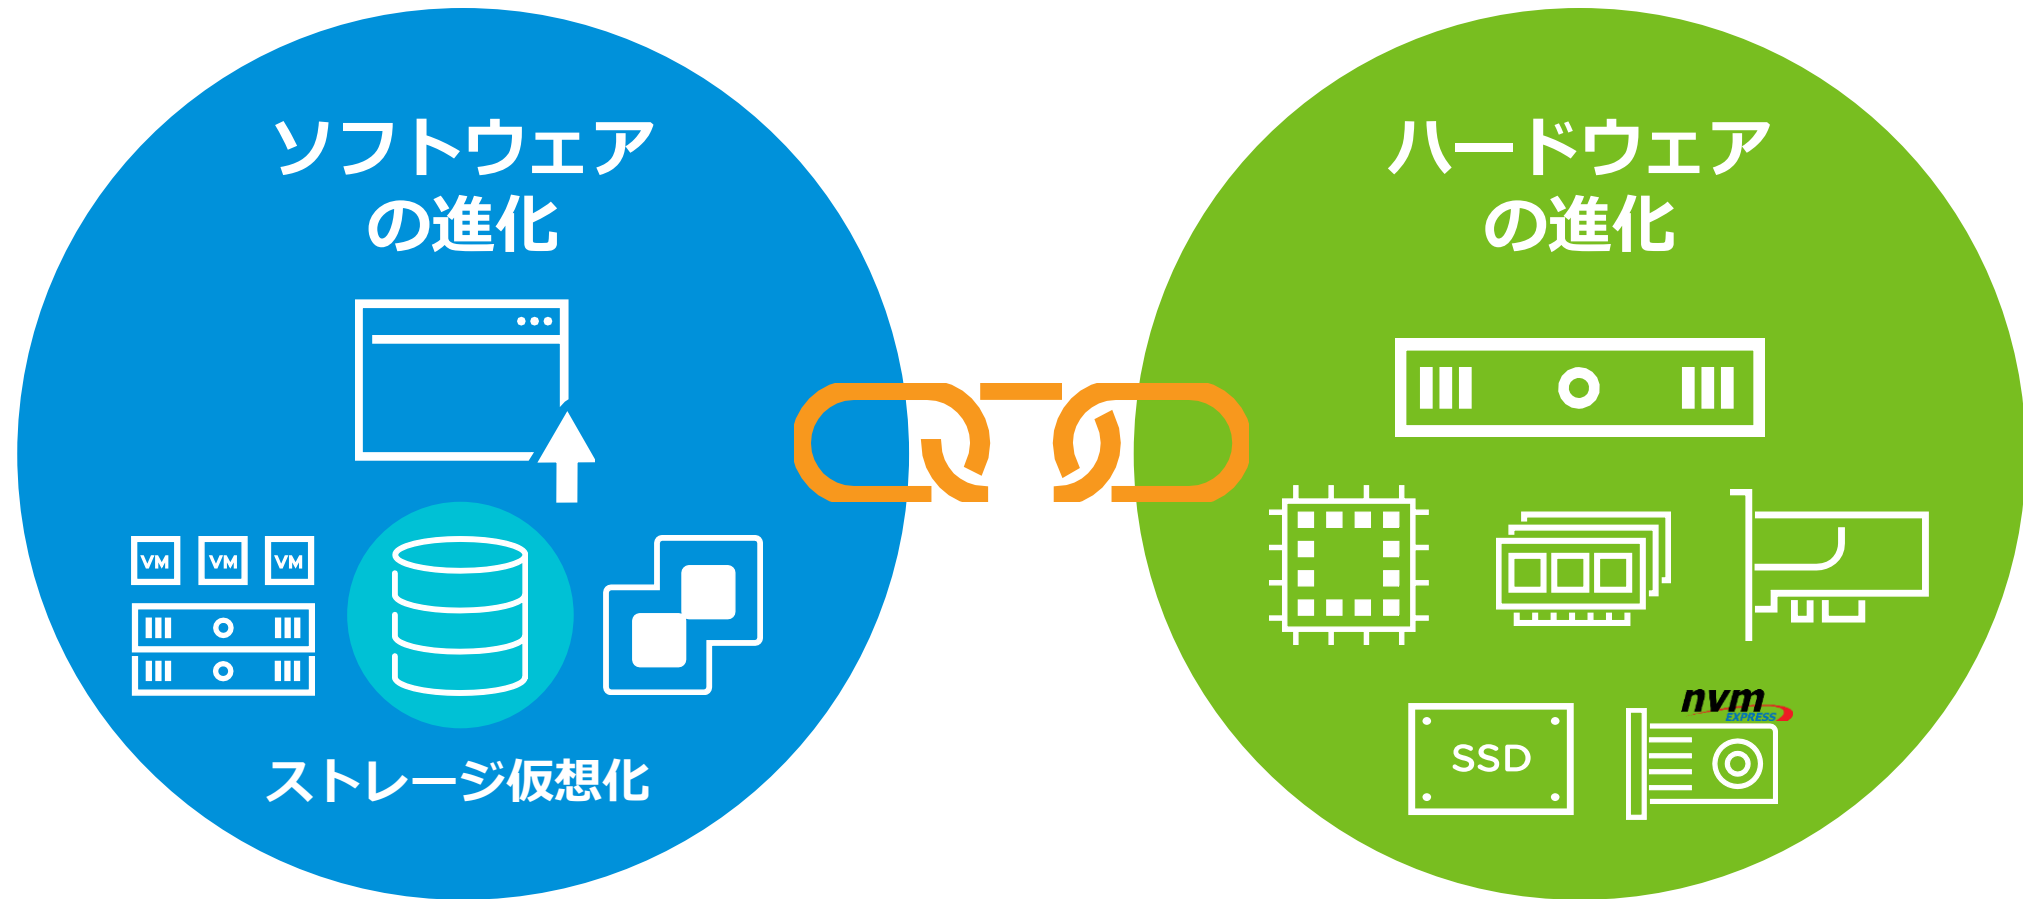 ソフトウェア
の進化
VM VM VM
ストレージ仮想化
ハードウェア
の進化
SSD
nvm
EXPRESS